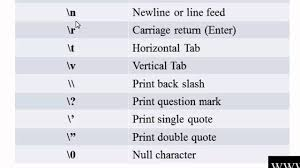 \n Newline or line feed
\r Carriage return (Enter)
\t Horizontal Tab
\v Vertical Tab
\\ Print back slash
\? Print question mark
\' Print single quote
\” Print double quote
\0 Null character